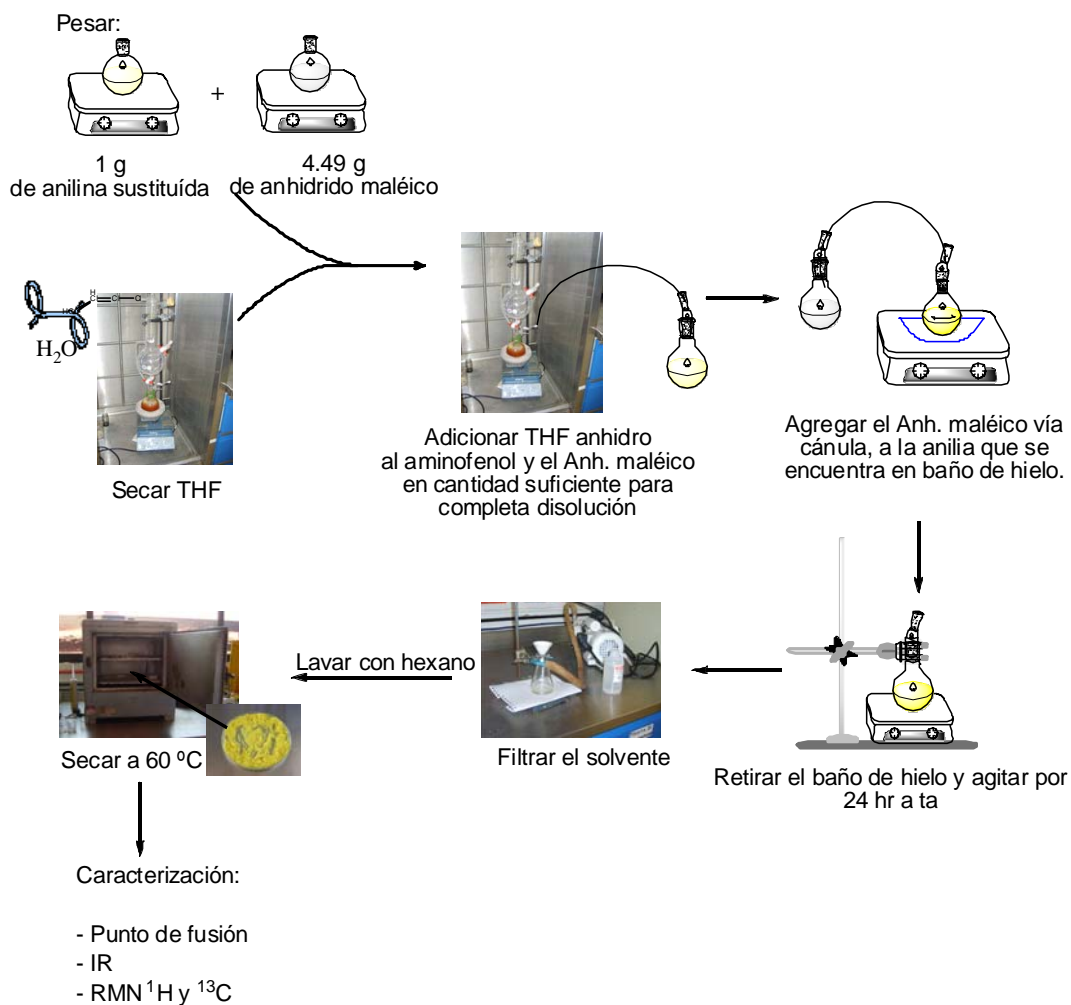 Pesar:
+
1 g
de anilina sustituída
4.49 g
de anhidrido maléico
H2O
Secar THF
Adicionar THF anhidro
al aminofenol y el Anh. maléico
en cantidad suficiente para
completa disolución
Agregar el Anh. maléico vía
cánula, a la anilia que se
encuentra en baño de hielo.
Retirar el baño de hielo y agitar por
24 hr a ta
Filtrar el solvente
Lavar con hexano
Secar a 60 ºC
Caracterización:
- Punto de fusión
- IR
- RMN 1H y 13C